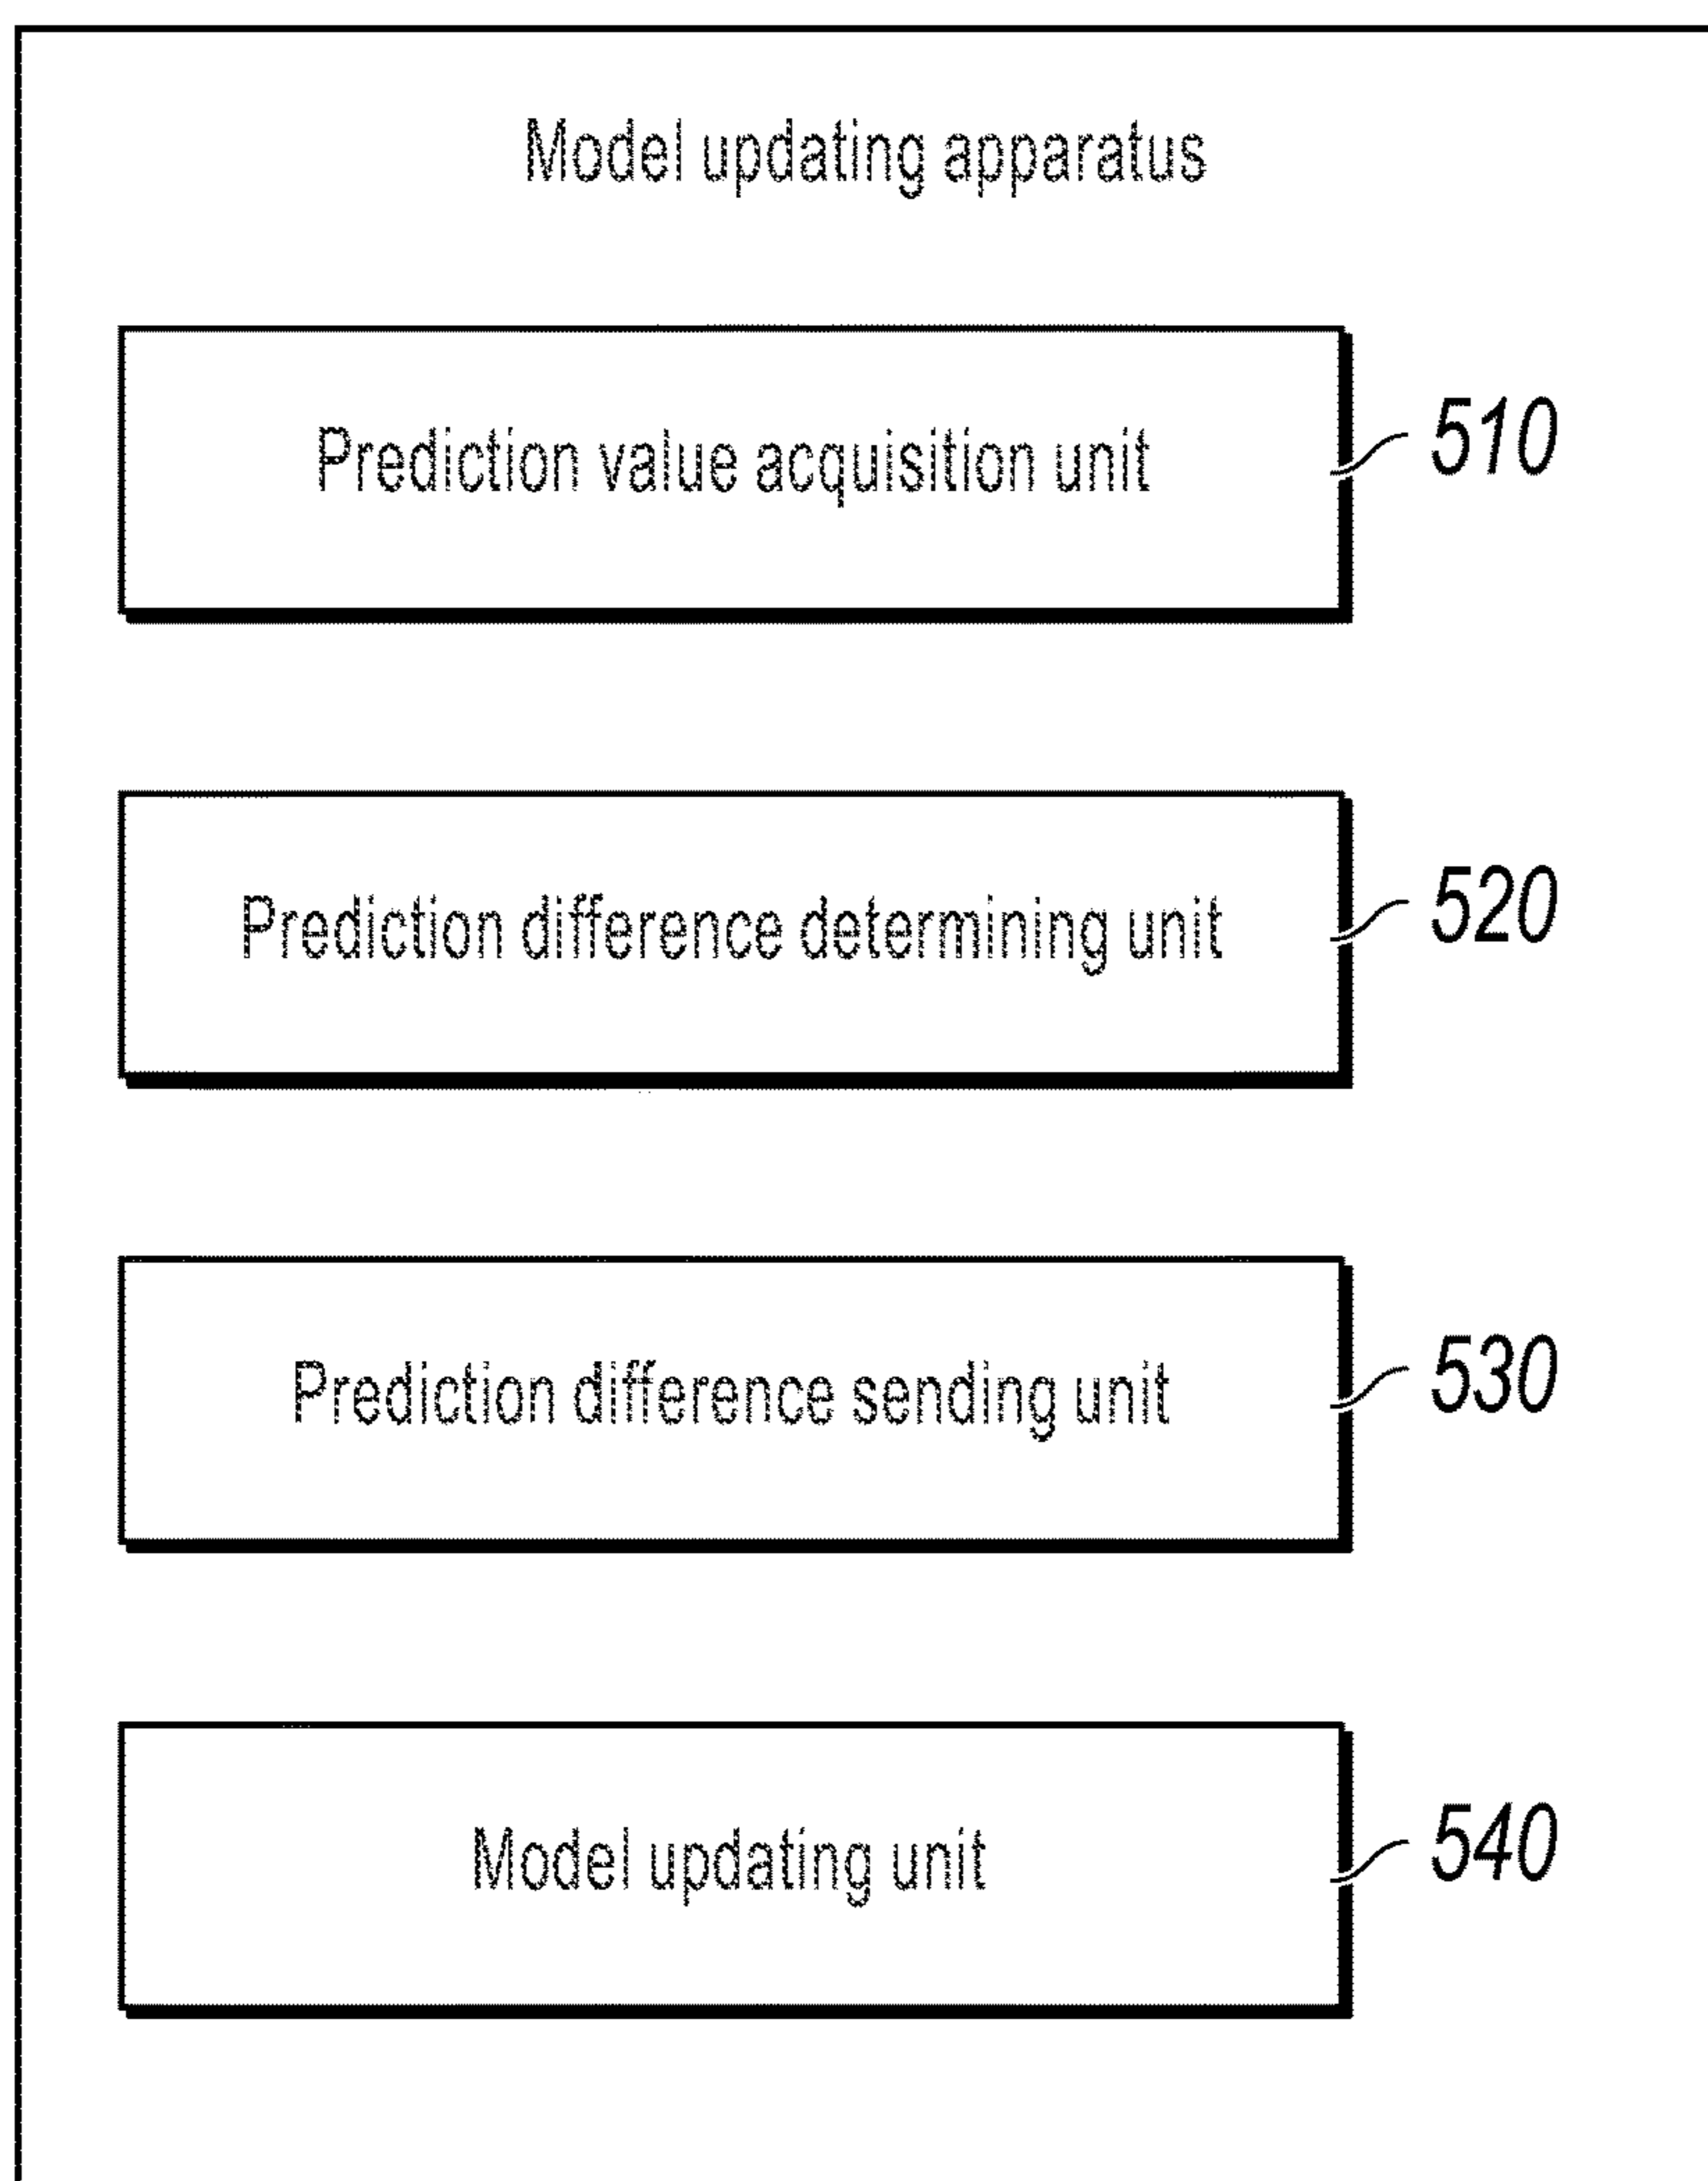 Model updating apparatus
Prediction value acquisition unit
510
Prediction difference determining unit
520
Prediction difference sending unit
530
Model updating unit
540